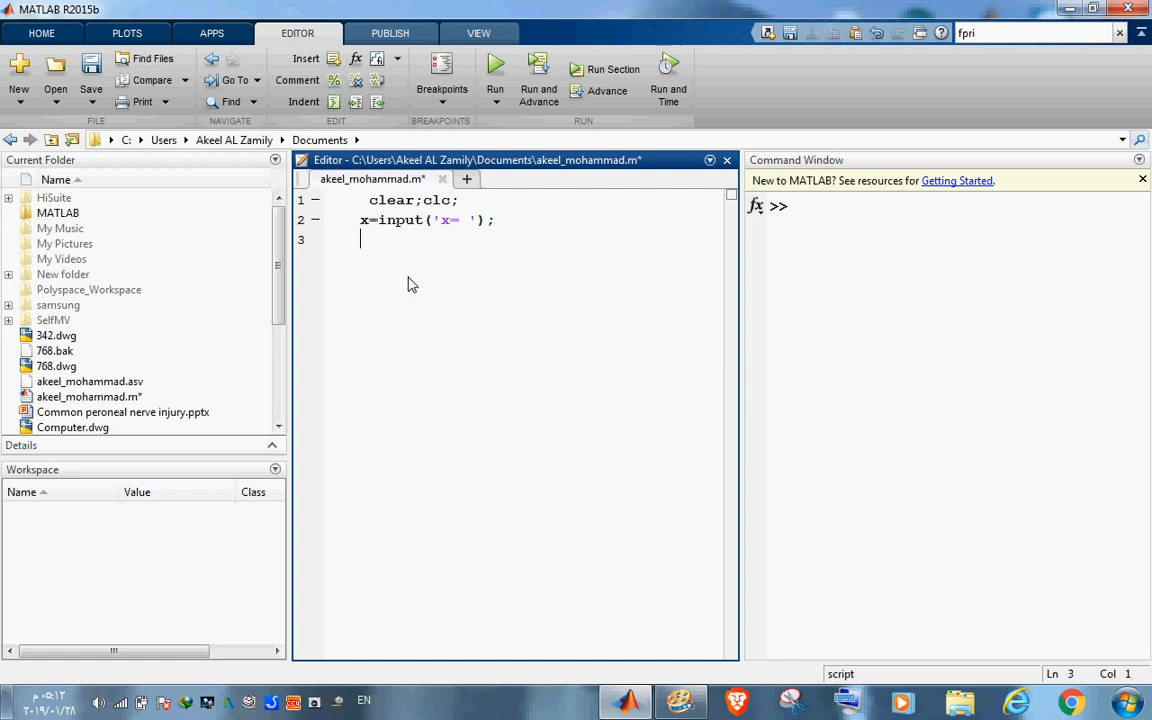 MATLAB R2015b
HOME PLOTS APPS EDITOR PUBLISH VIEW fpri
New Open Save Find Files Compare Print
Insert Comment Indent
Go To Find
Breakpoints Run Run and Advance Run Section Advance Run and Time
FILE NAVIGATE EDIT BREAKPOINTS RUN
C: Users Akeel AL Zamily Documents
Current Folder
Name
HiSuite
MATLAB
My Music
My Pictures
My Videos
New folder
Polyspace_Workspace
samsung
SelfMV
342.dwg
768.bak
768.dwg
akeel_mohammad.asv
akeel_mohammad.m*
Common peroneal nerve injury.pptx
Computer.dwg
Details
Workspace
Name Value Class
Editor - C:\Users\Akeel AL Zamily\Documents\akeel_mohammad.m*
akeel_mohammad.m*
1 clear;clc;
2 x=input('x= ');
3
Command Window
New to MATLAB? See resources for Getting Started.
fx >>
script Ln 3 Col 1
٠٥:١٢ م
٢٠١٩/٠١/٢٨
EN